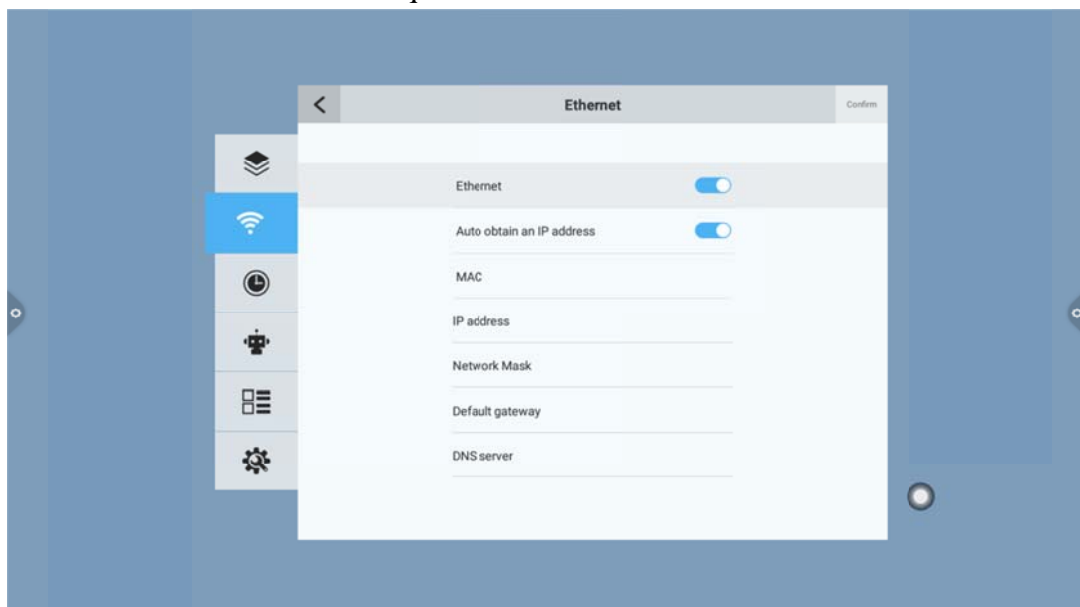 Ethernet
Confirm
Ethernet
Auto obtain an IP address
MAC
IP address
Network Mask
Default gateway
DNS server